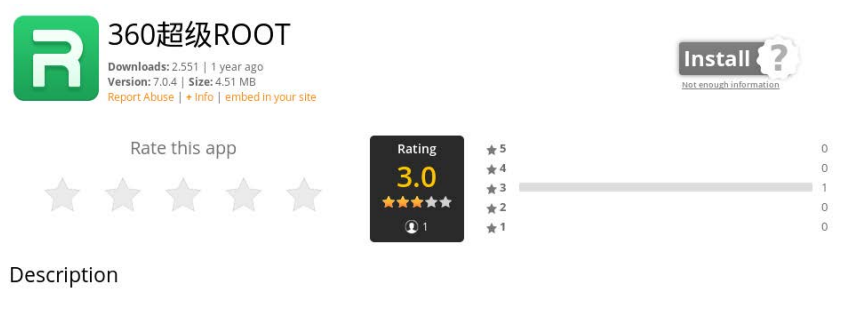 360超级ROOT
Downloads: 2.551 | 1 year ago
Version: 7.0.4 | Size: 4.51 MB
Report Abuse | + Info | embed in your site
Install ?
Not enough information
Rate this app
Rating
3.0
1
5 0
4 0
3 1
2 0
1 0
Description